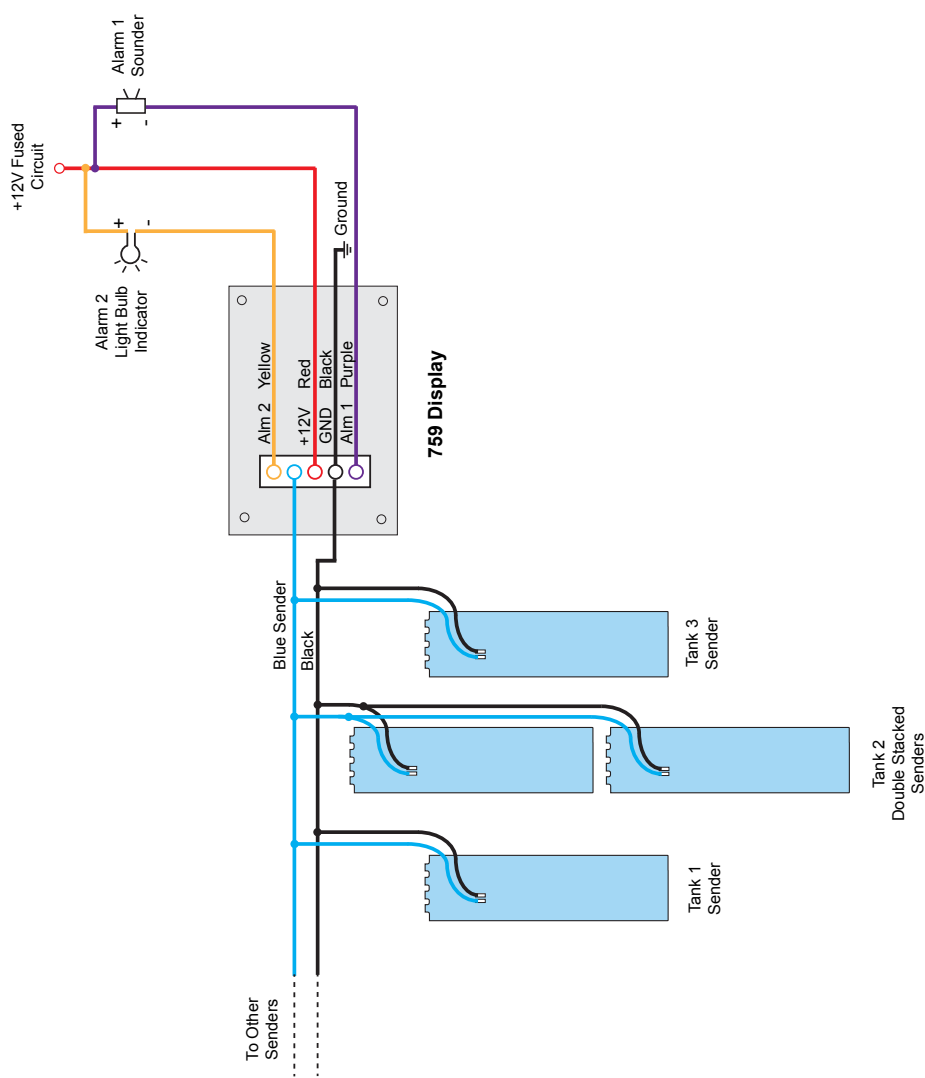 +12V Fused
Circuit
Alarm 1
Sounder
+
-
Alarm 2
Light Bulb
Indicator
+
-
Ground
Alm 2 Yellow
+12V Red
GND Black
Alm 1 Purple
759 Display
Blue Sender
Black
Tank 3
Sender
Tank 2
Double Stacked
Senders
Tank 1
Sender
To Other
Senders